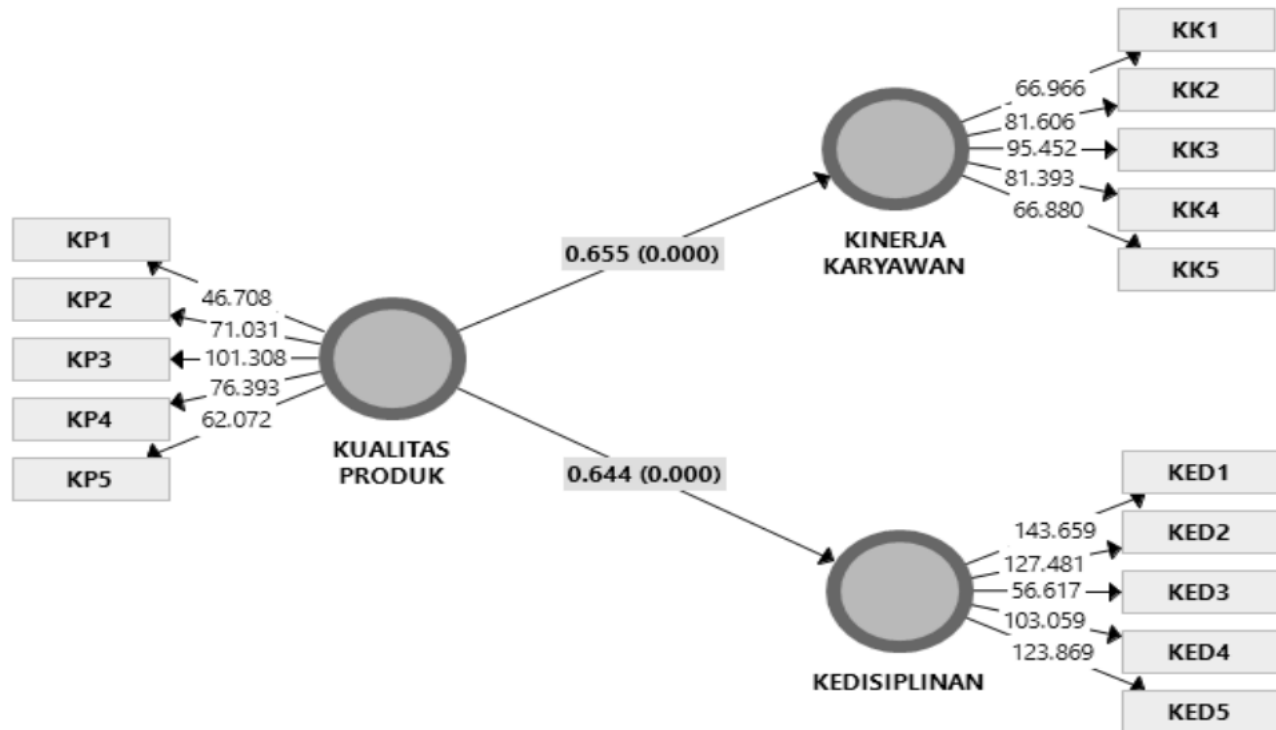 KP1
KP2
KP3
KP4
KP5
46.708
71.031
101.308
76.393
62.072
KUALITAS
PRODUK
0.655 (0.000)
0.644 (0.000)
KINERJA
KARYAWAN
66.966
81.606
95.452
81.393
66.880
KK1
KK2
KK3
KK4
KK5
KEDISIPLINAN
143.659
127.481
56.617
103.059
123.869
KED1
KED2
KED3
KED4
KED5